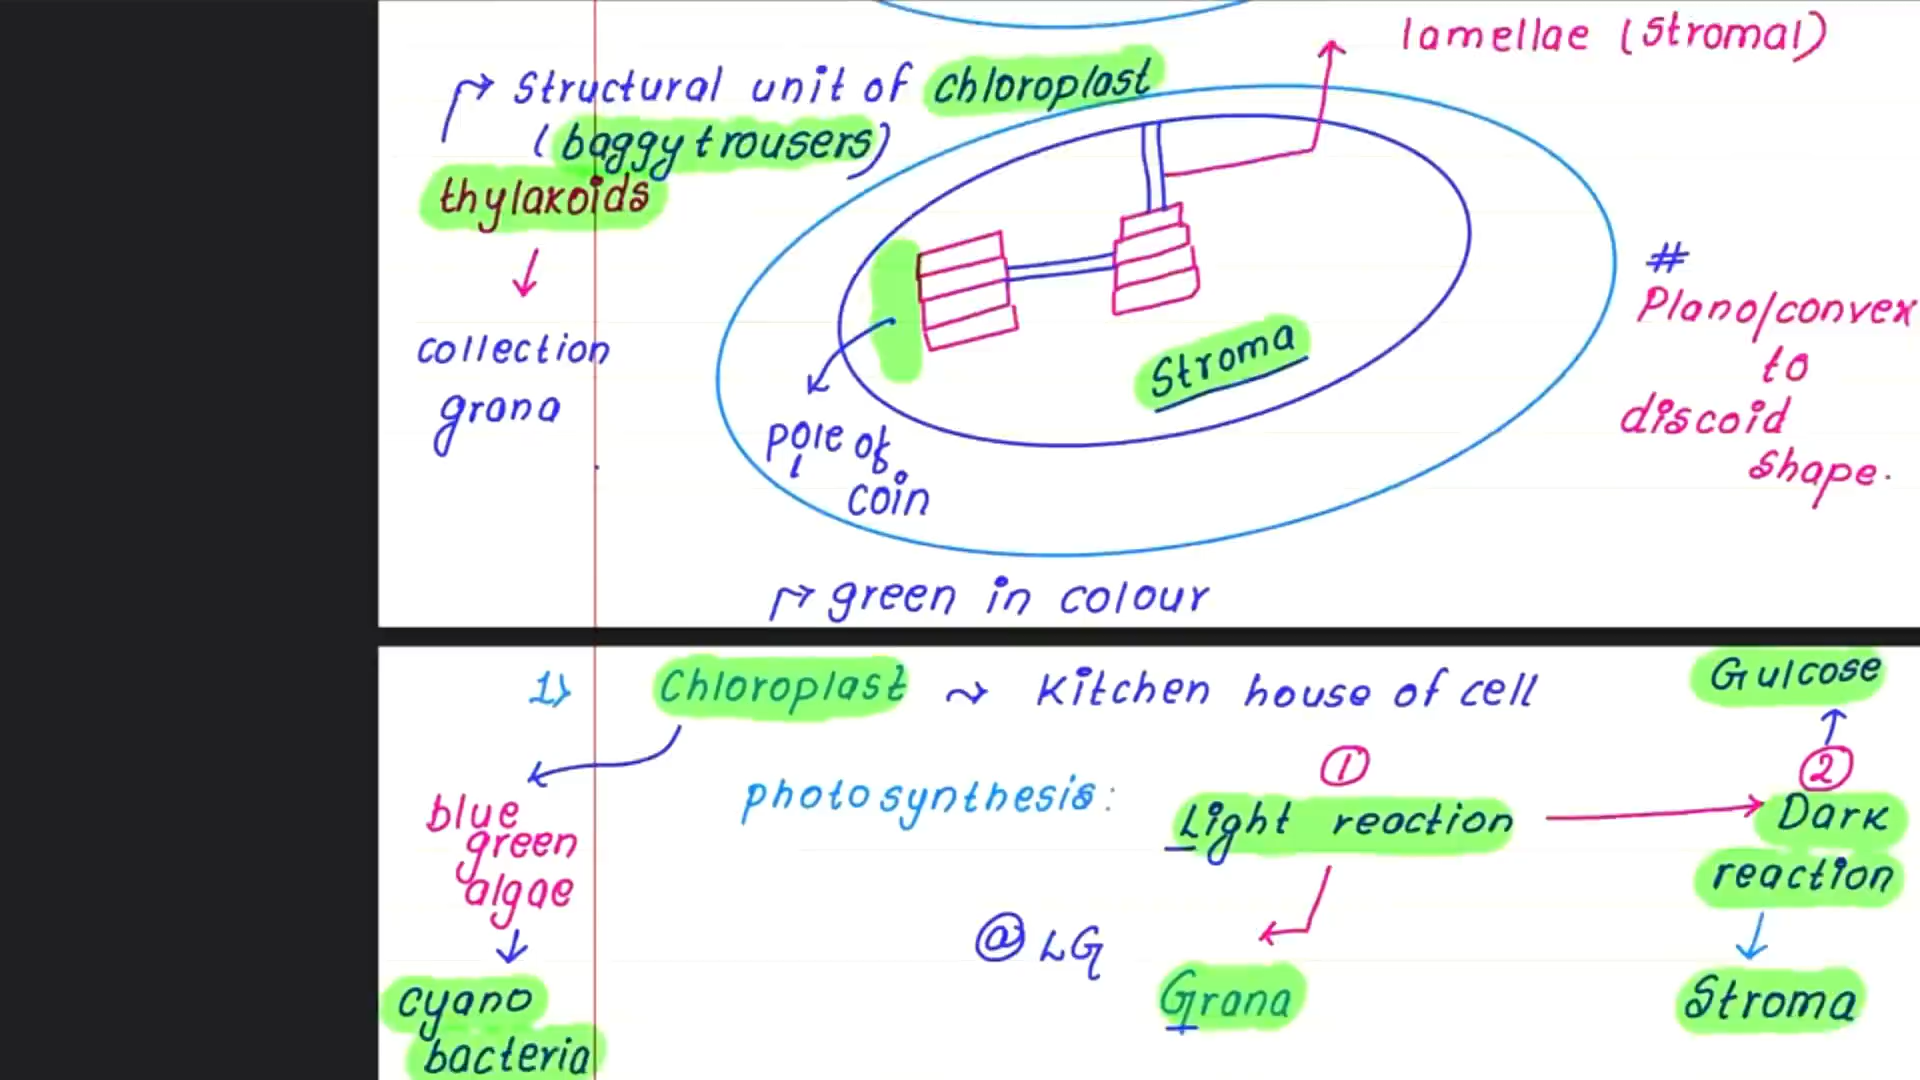 lamellae (stromal)
structural unit of chloroplast
(baggy trousers)
thylakoids
collection
grana
Stroma
pole of
coin
#
Plano/convex
to
discoid
shape.
green in colour
1) Chloroplast ~> Kitchen house of cell
Gulcose
blue
green
algae
cyano
bacteria
photosynthesis:
①
Light reaction
②
Dark
reaction
@ LG
Grana
Stroma